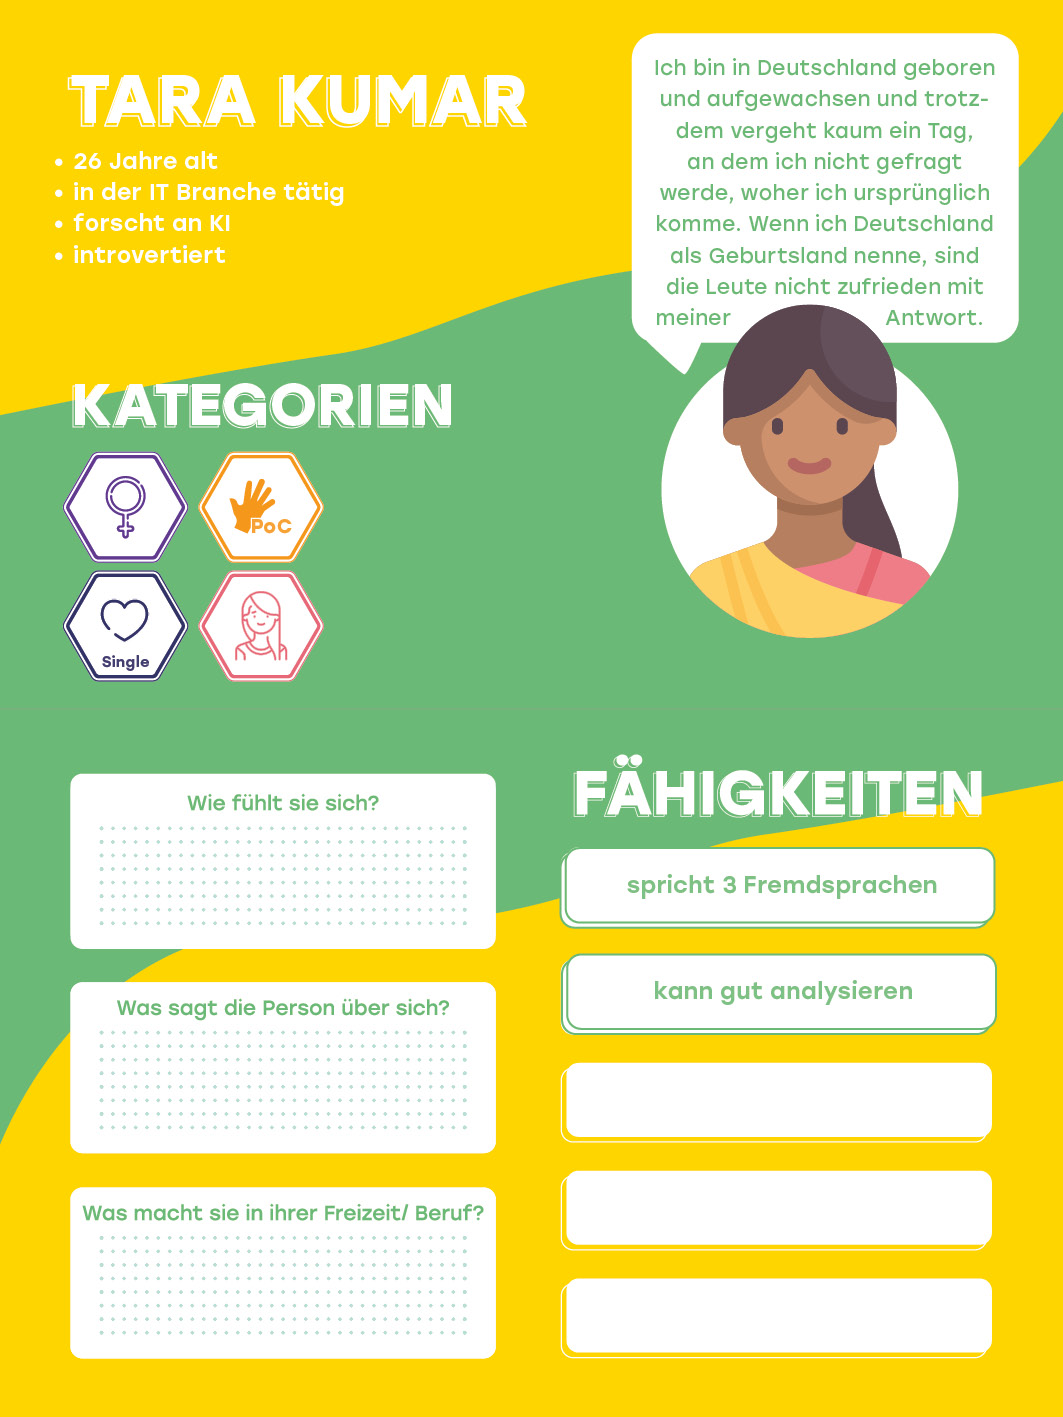 TARA KUMAR
• 26 Jahre alt
• in der IT Branche tätig
• forscht an KI
• introvertiert
Ich bin in Deutschland geboren
und aufgewachsen und trotz-
dem vergeht kaum ein Tag,
an dem ich nicht gefragt
werde, woher ich ursprünglich
komme. Wenn ich Deutschland
als Geburtsland nenne, sind
die Leute nicht zufrieden mit
meiner Antwort.
KATEGORIEN
PoC
Single
Wie fühlt sie sich?
Was sagt die Person über sich?
Was macht sie in ihrer Freizeit/ Beruf?
FÄHIGKEITEN
spricht 3 Fremdsprachen
kann gut analysieren